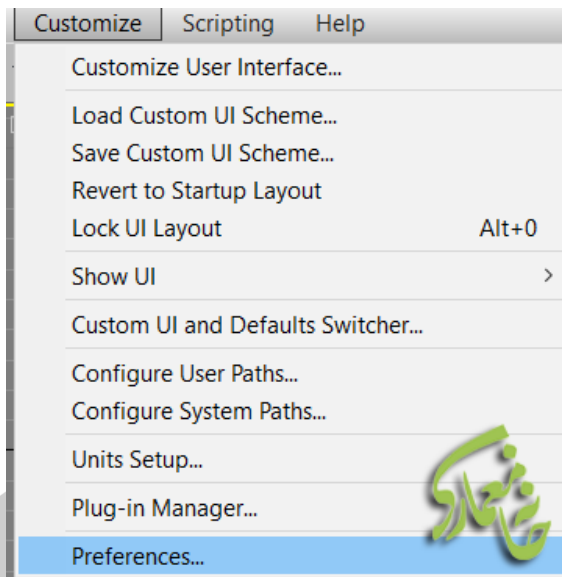 Customize Scripting Help
Customize User Interface...
Load Custom UI Scheme...
Save Custom UI Scheme...
Revert to Startup Layout
Lock UI Layout Alt+0
Show UI >
Custom UI and Defaults Switcher...
Configure User Paths...
Configure System Paths...
Units Setup...
Plug-in Manager...
خانه معماری
Preferences...